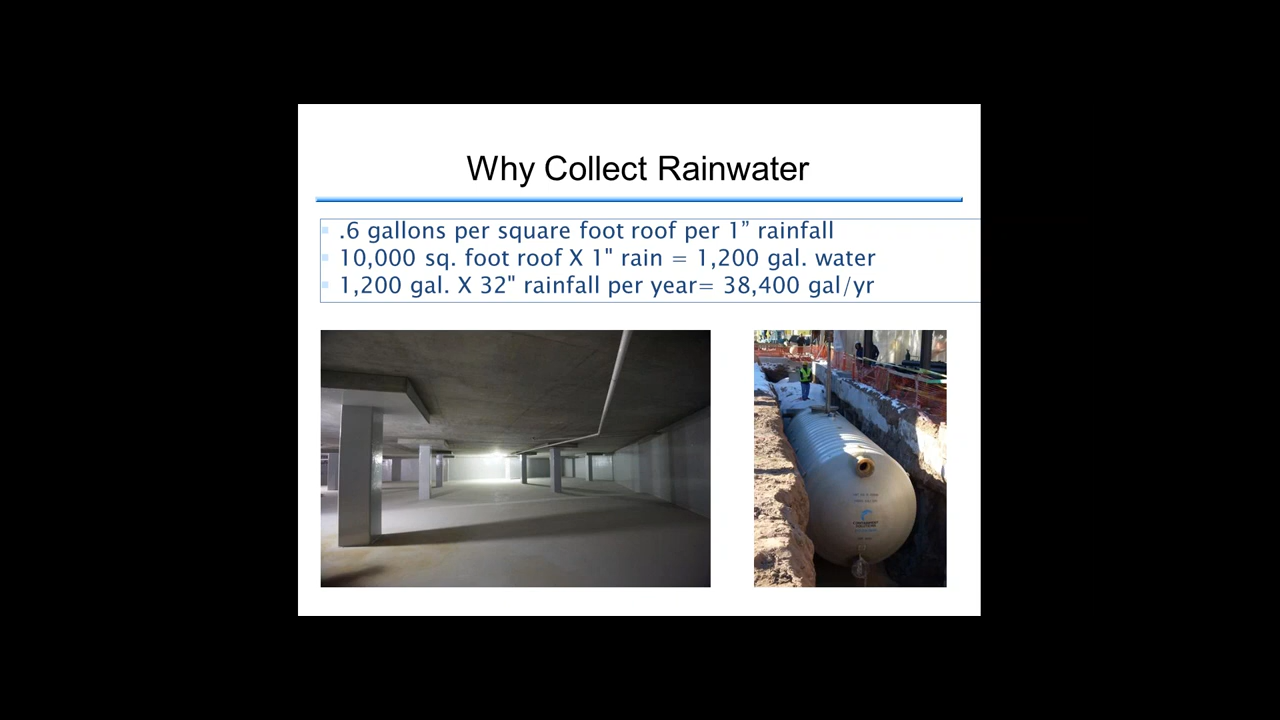 Why Collect Rainwater
.6 gallons per square foot roof per 1” rainfall
10,000 sq. foot roof X 1" rain = 1,200 gal. water
1,200 gal. X 32" rainfall per year= 38,400 gal/yr